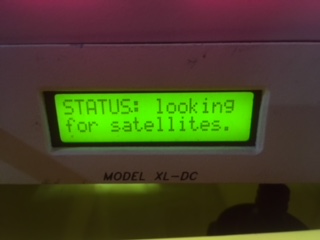 STATUS: looking
for satellites.
MODEL XL-DC